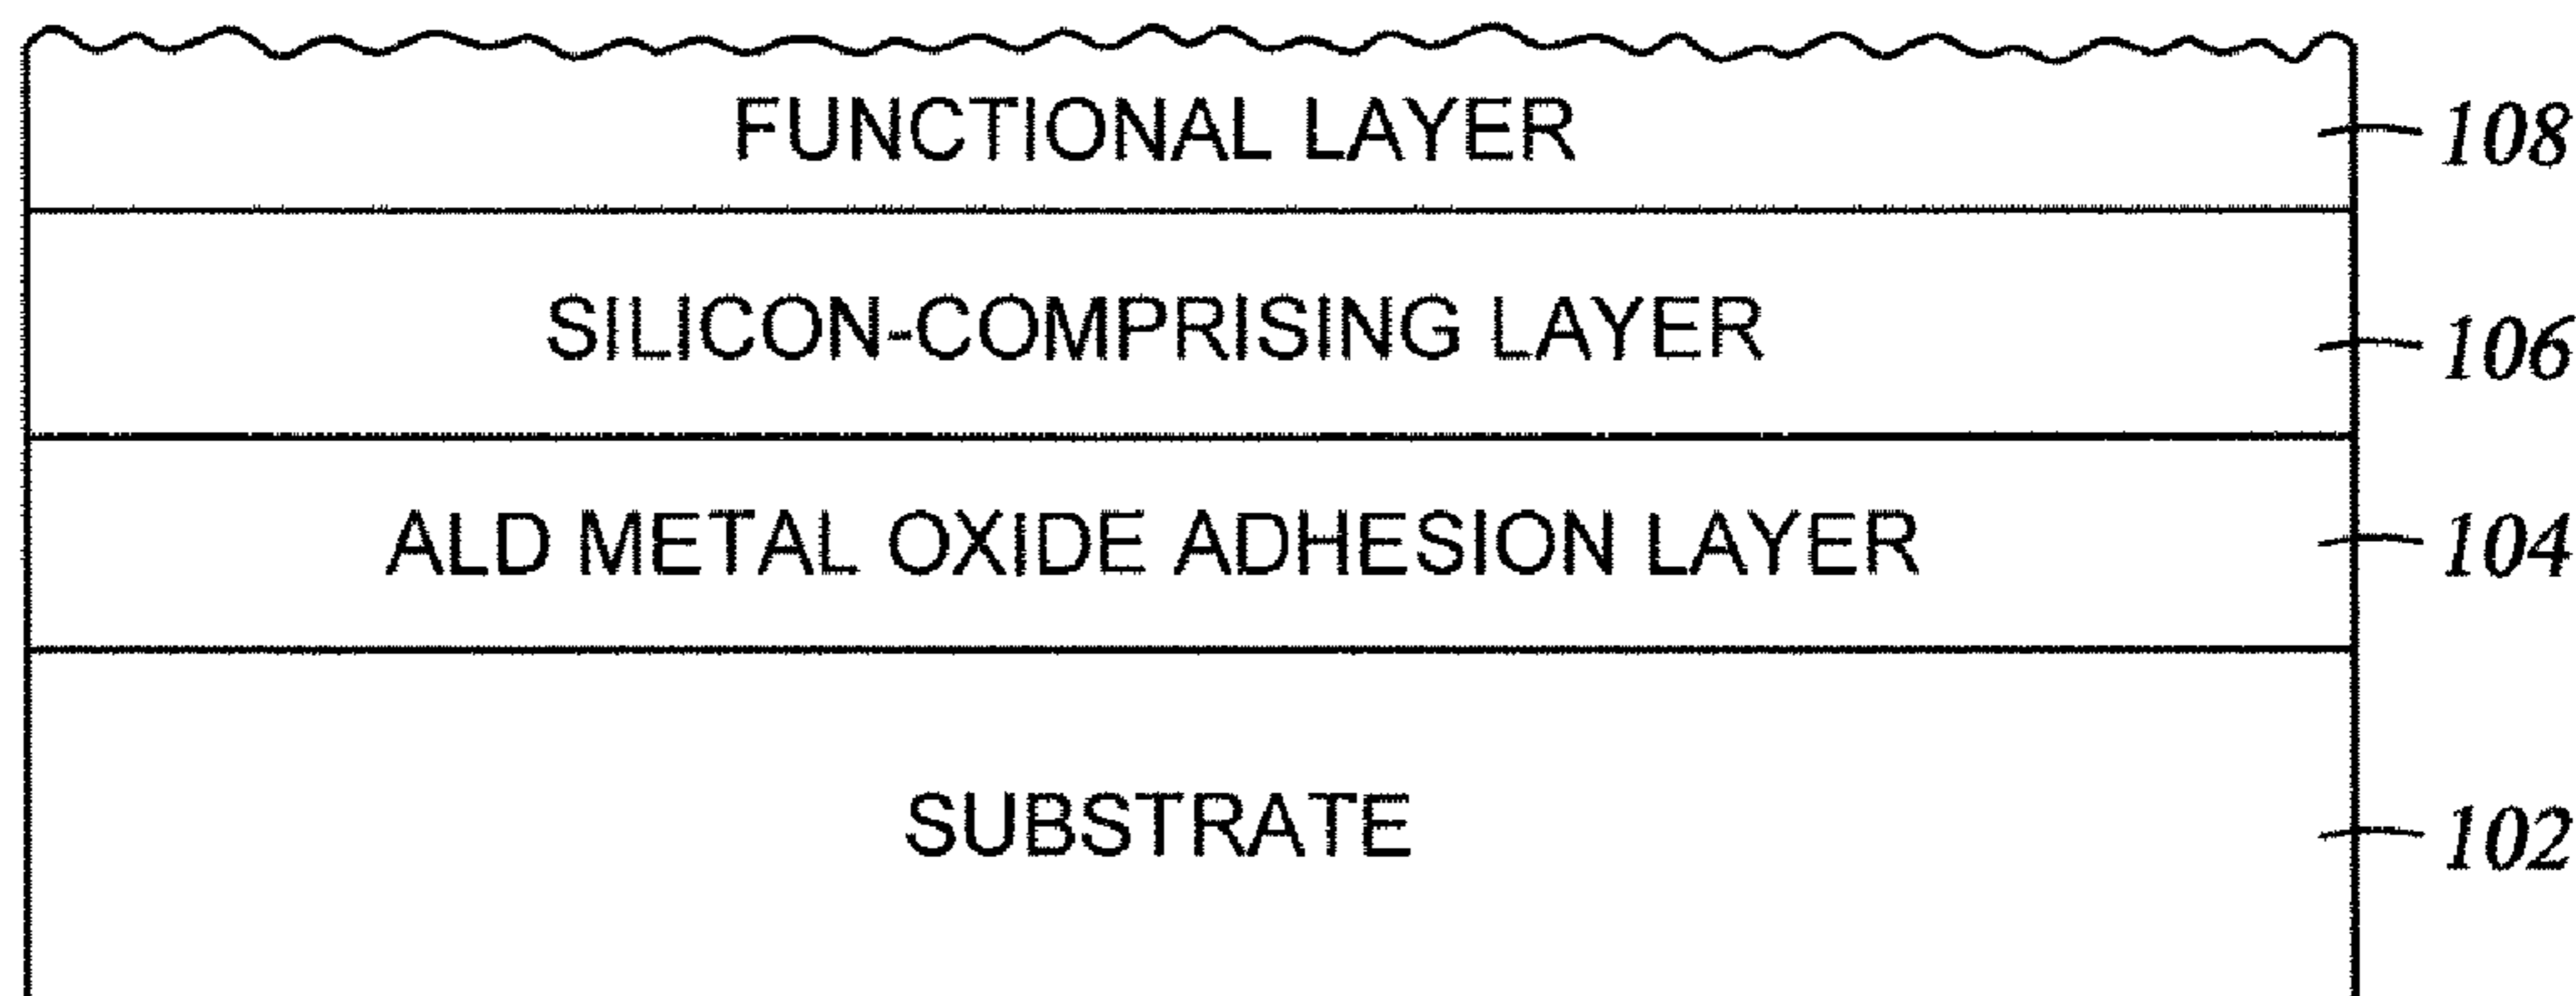 FUNCTIONAL LAYER 108
SILICON-COMPRISING LAYER 106
ALD METAL OXIDE ADHESION LAYER 104
SUBSTRATE 102